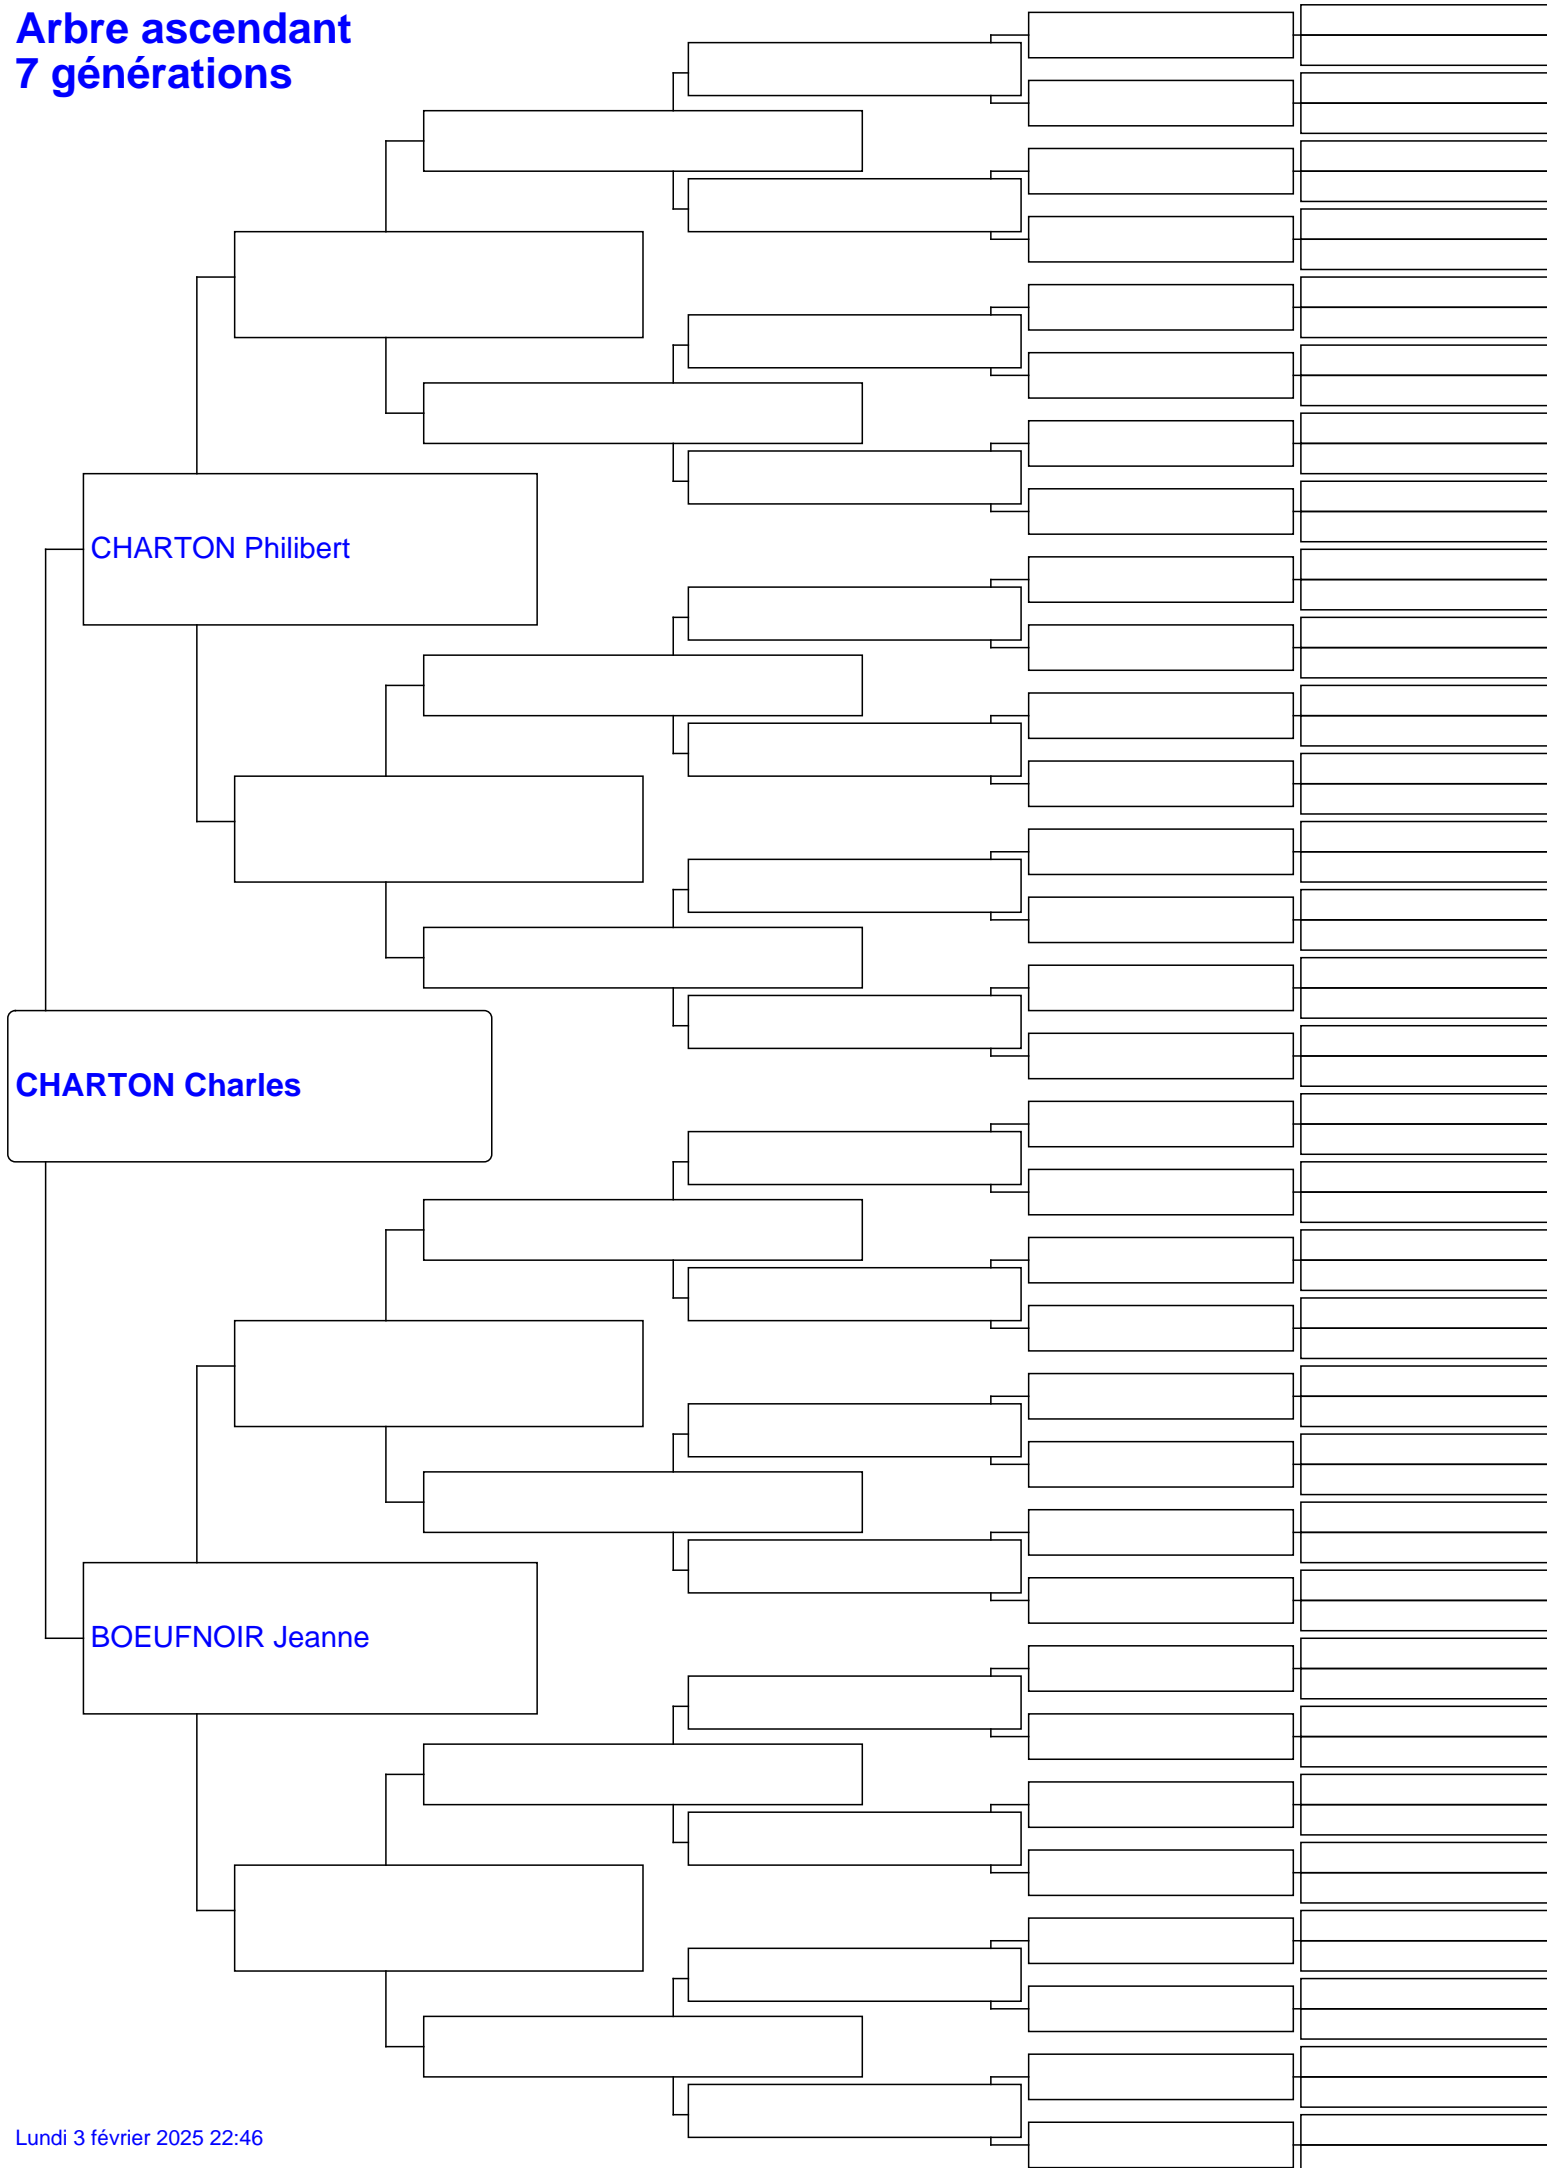 Arbre ascendant
7 générations
CHARTON Philibert
CHARTON Charles
BOEUFNOIR Jeanne
Lundi 3 février 2025 22:46